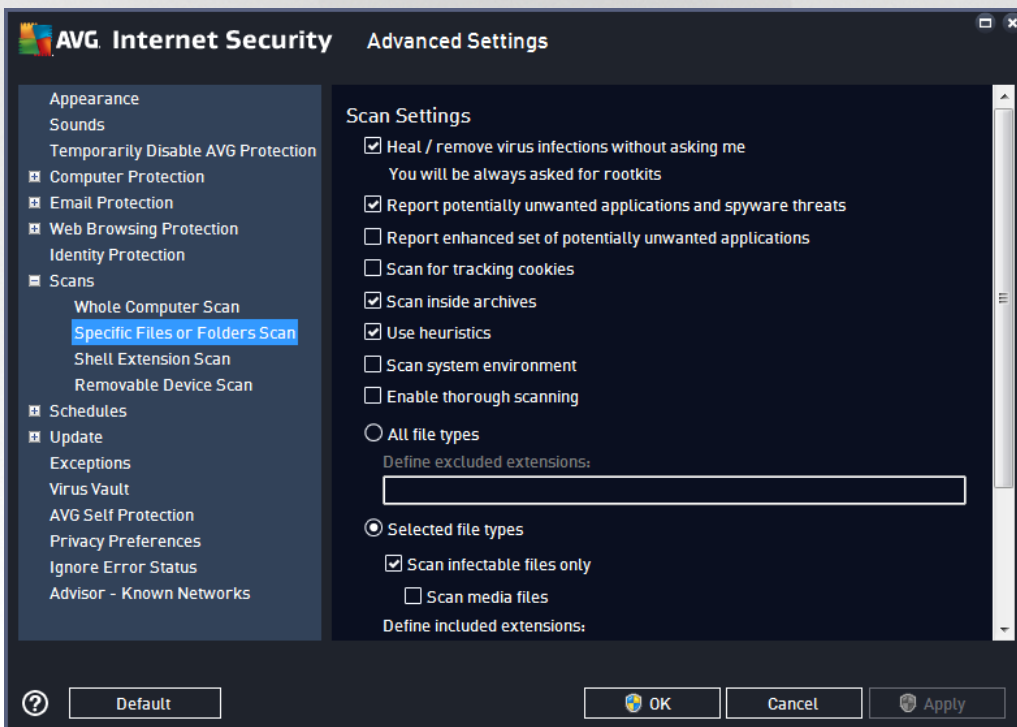 AVG. Internet Security Advanced Settings
Appearance
Sounds
Temporarily Disable AVG Protection
Computer Protection
Email Protection
Web Browsing Protection
Identity Protection
Scans
Whole Computer Scan
Specific Files or Folders Scan
Shell Extension Scan
Removable Device Scan
Schedules
Update
Exceptions
Virus Vault
AVG Self Protection
Privacy Preferences
Ignore Error Status
Advisor - Known Networks
Scan Settings
Heal / remove virus infections without asking me
You will be always asked for rootkits
Report potentially unwanted applications and spyware threats
Report enhanced set of potentially unwanted applications
Scan for tracking cookies
Scan inside archives
Use heuristics
Scan system environment
Enable thorough scanning
All file types
Define excluded extensions:
Selected file types
Scan infectable files only
Scan media files
Define included extensions:
? Default OK Cancel Apply